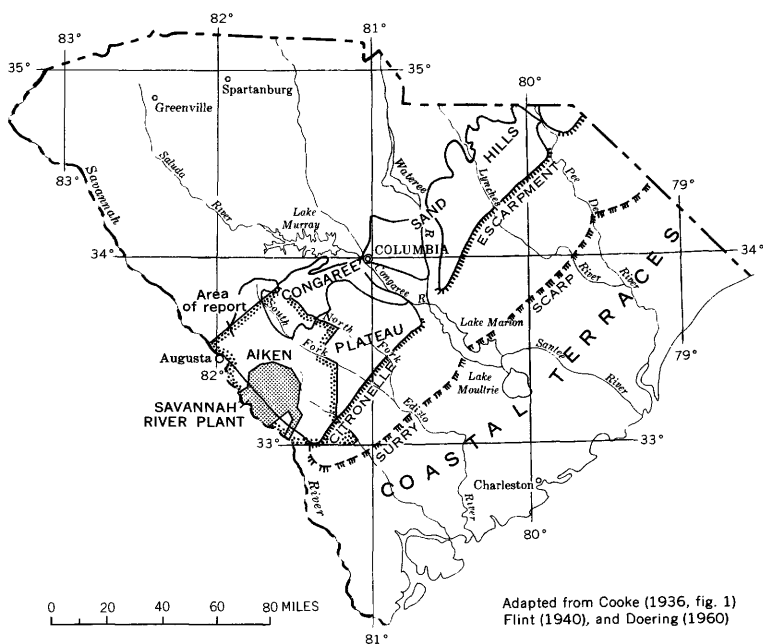 82°
81°
83°
35°
35°
80°
Spartanburg
Greenville
Saluda
River
Savannah
83°
Wateree
Lynches
HILLS
SAND
R
ESCARPMENT
Pee
Dee
79°
Lake
Murray
34°
COLUMBIA
34°
CONGAREE
Congaree
R
River
River
SCARP
Area
of report
South
Fork
North
Fork
PLATEAU
Lake Marion
Santee
River
79°
Augusta
82°
AIKEN
SAVANNAH
RIVER PLANT
CITRONELLE
Lake
Moultrie
Edisto
River
SURRY
COASTAL TERRACES
33°
33°
River
Charleston
80°
81°
0 20 40 60 80 MILES
Adapted from Cooke (1936, fig. 1)
Flint (1940), and Doering (1960)